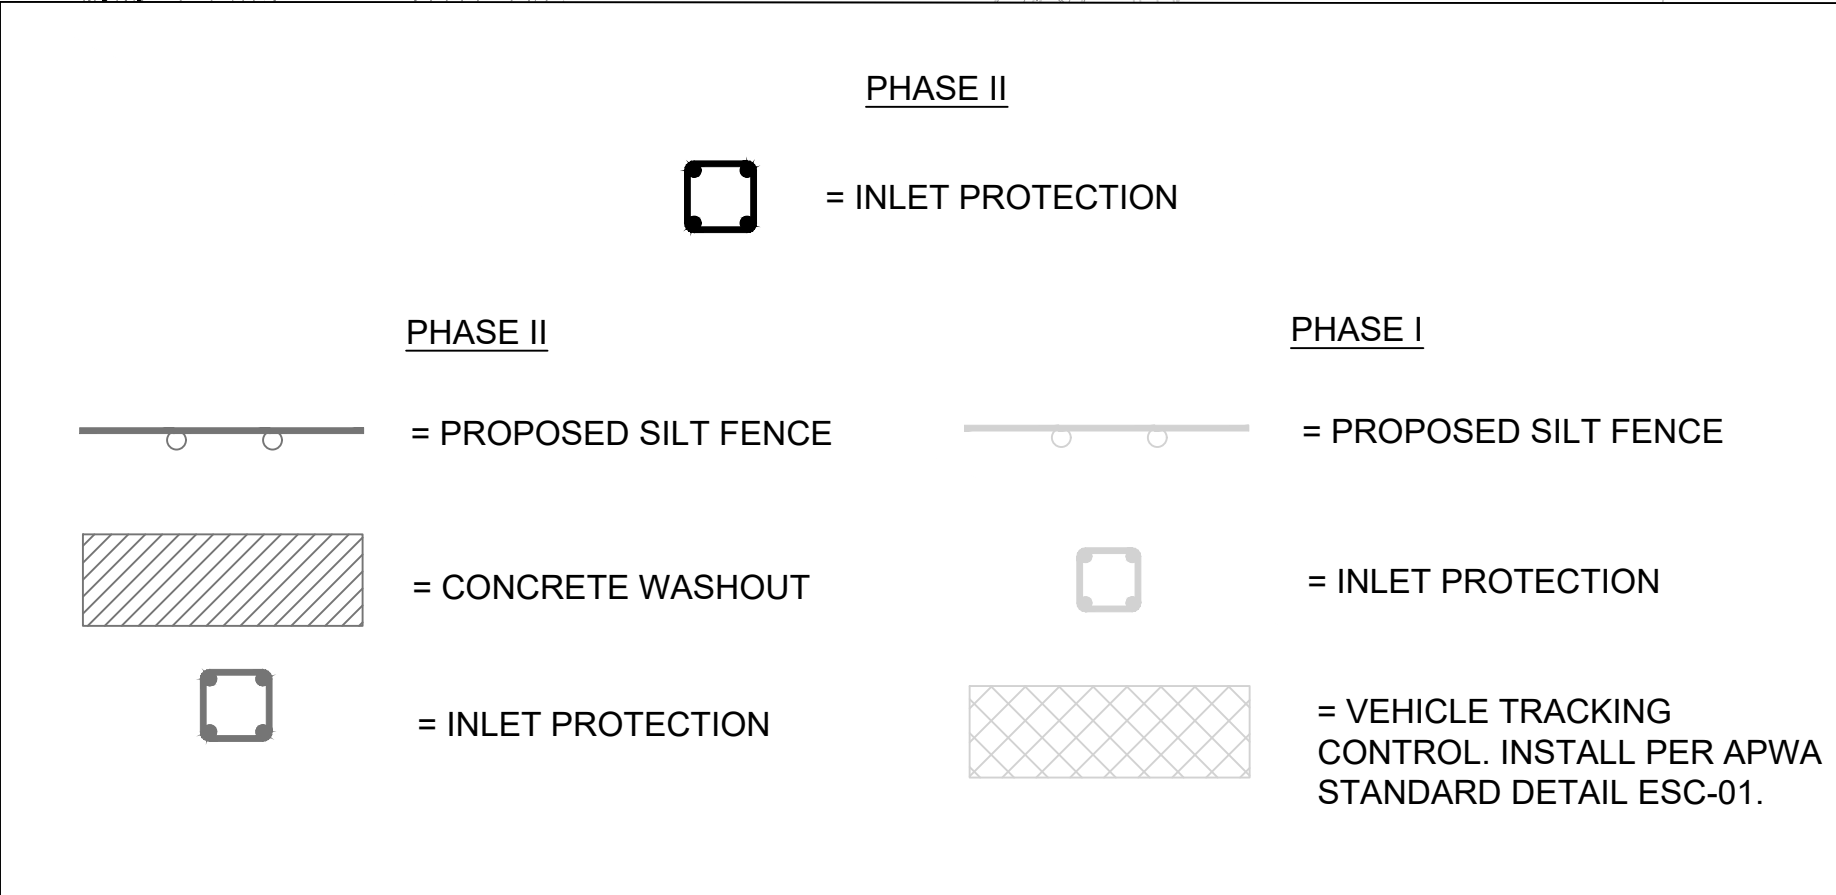 PHASE II
= INLET PROTECTION
PHASE II
= PROPOSED SILT FENCE
= CONCRETE WASHOUT
= INLET PROTECTION
PHASE I
= PROPOSED SILT FENCE
= INLET PROTECTION
= VEHICLE TRACKING
CONTROL. INSTALL PER APWA
STANDARD DETAIL ESC-01.